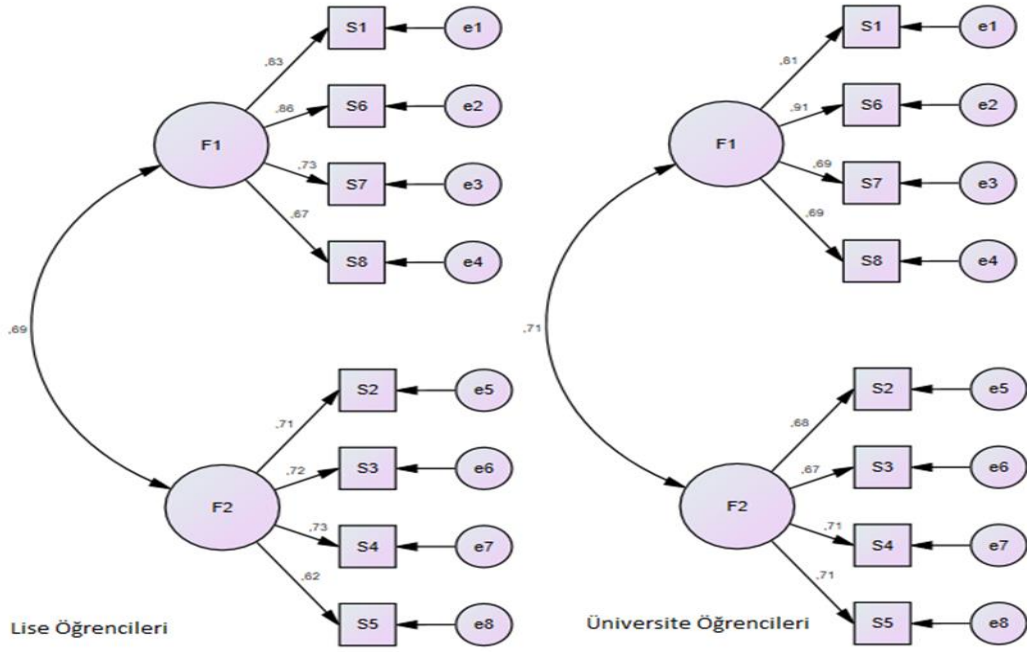 S1
e1
,83
S6
e2
,86
F1
,73
S7
e3
,67
S8
e4
,69
S2
e5
,71
S3
e6
,72
F2
,73
S4
e7
,62
S5
e8
Lise Öğrencileri
S1
e1
,81
S6
e2
,91
F1
,69
S7
e3
,69
S8
e4
,71
S2
e5
,68
S3
e6
,67
F2
,71
S4
e7
,71
S5
e8
Üniversite Öğrencileri